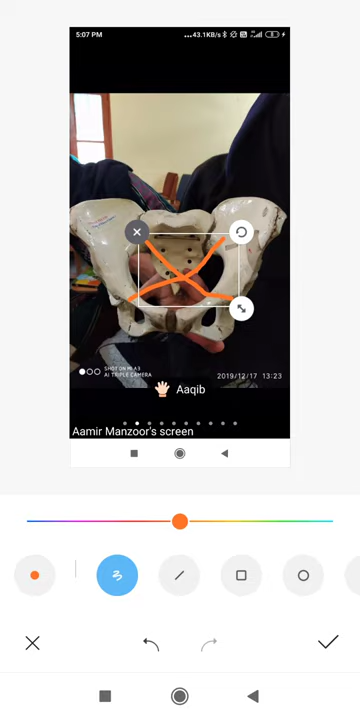 5:07 PM
...43.1KB/s
SHOT ON MI A3
AI TRIPLE CAMERA
2019/12/17 13:23
Aaqib
Aamir Manzoor's screen